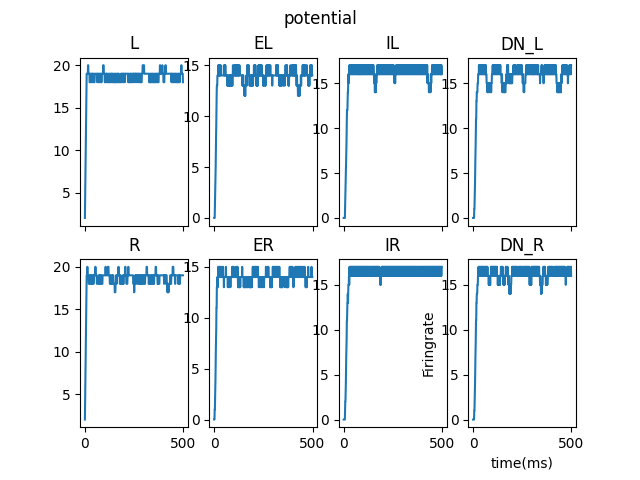 potential
L EL IL DN_L
20 15 15 15
15 10 10 10
10 5 5 5
5 0 0 0
R ER IR DN_R
20 15 15 15
15 10 10 10
10 5 5 5
5 0 0 0
Firingrate
0 500 0 500 0 500 0 500
time(ms)